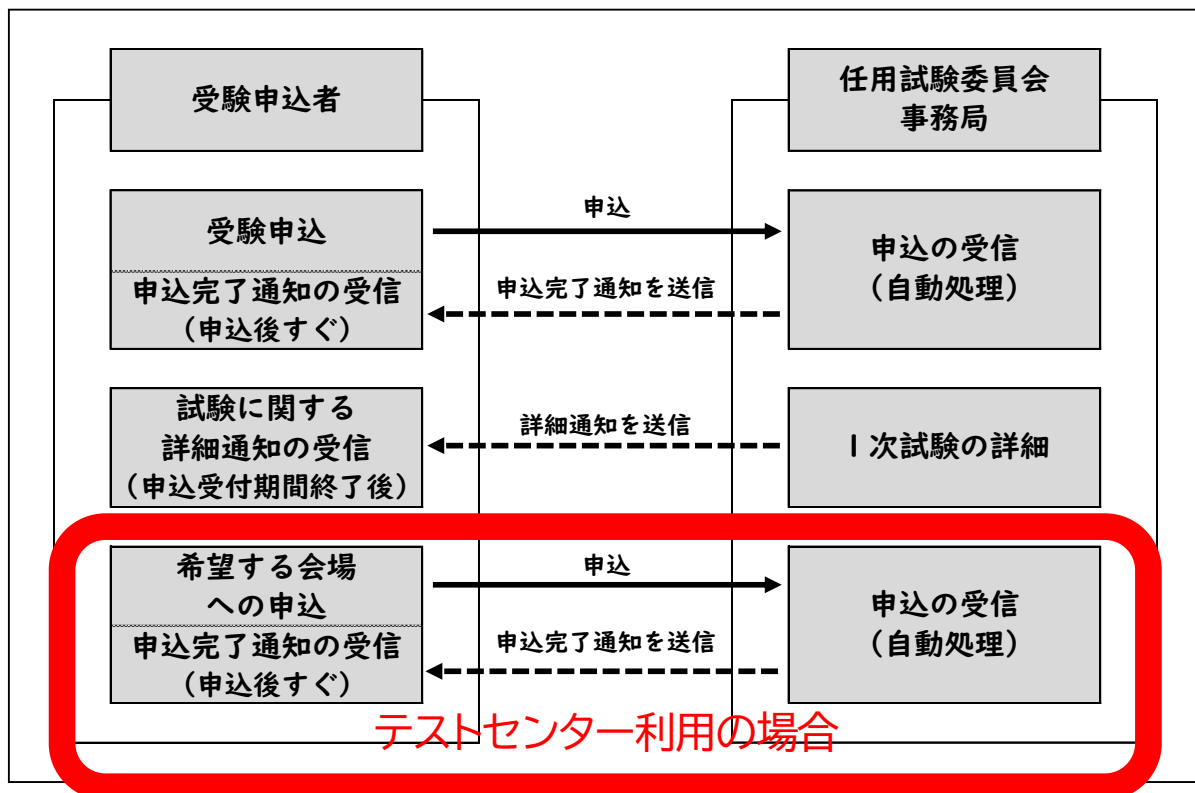 受験申込者
任用試験委員会
事務局
受験申込
申込
申込の受信
(自動処理)
申込完了通知の受信
(申込後すぐ)
申込完了通知を送信
試験に関する
詳細通知の受信
(申込受付期間終了後)
詳細通知を送信
1次試験の詳細
希望する会場
への申込
申込
申込の受信
(自動処理)
申込完了通知の受信
(申込後すぐ)
申込完了通知を送信
テストセンター利用の場合